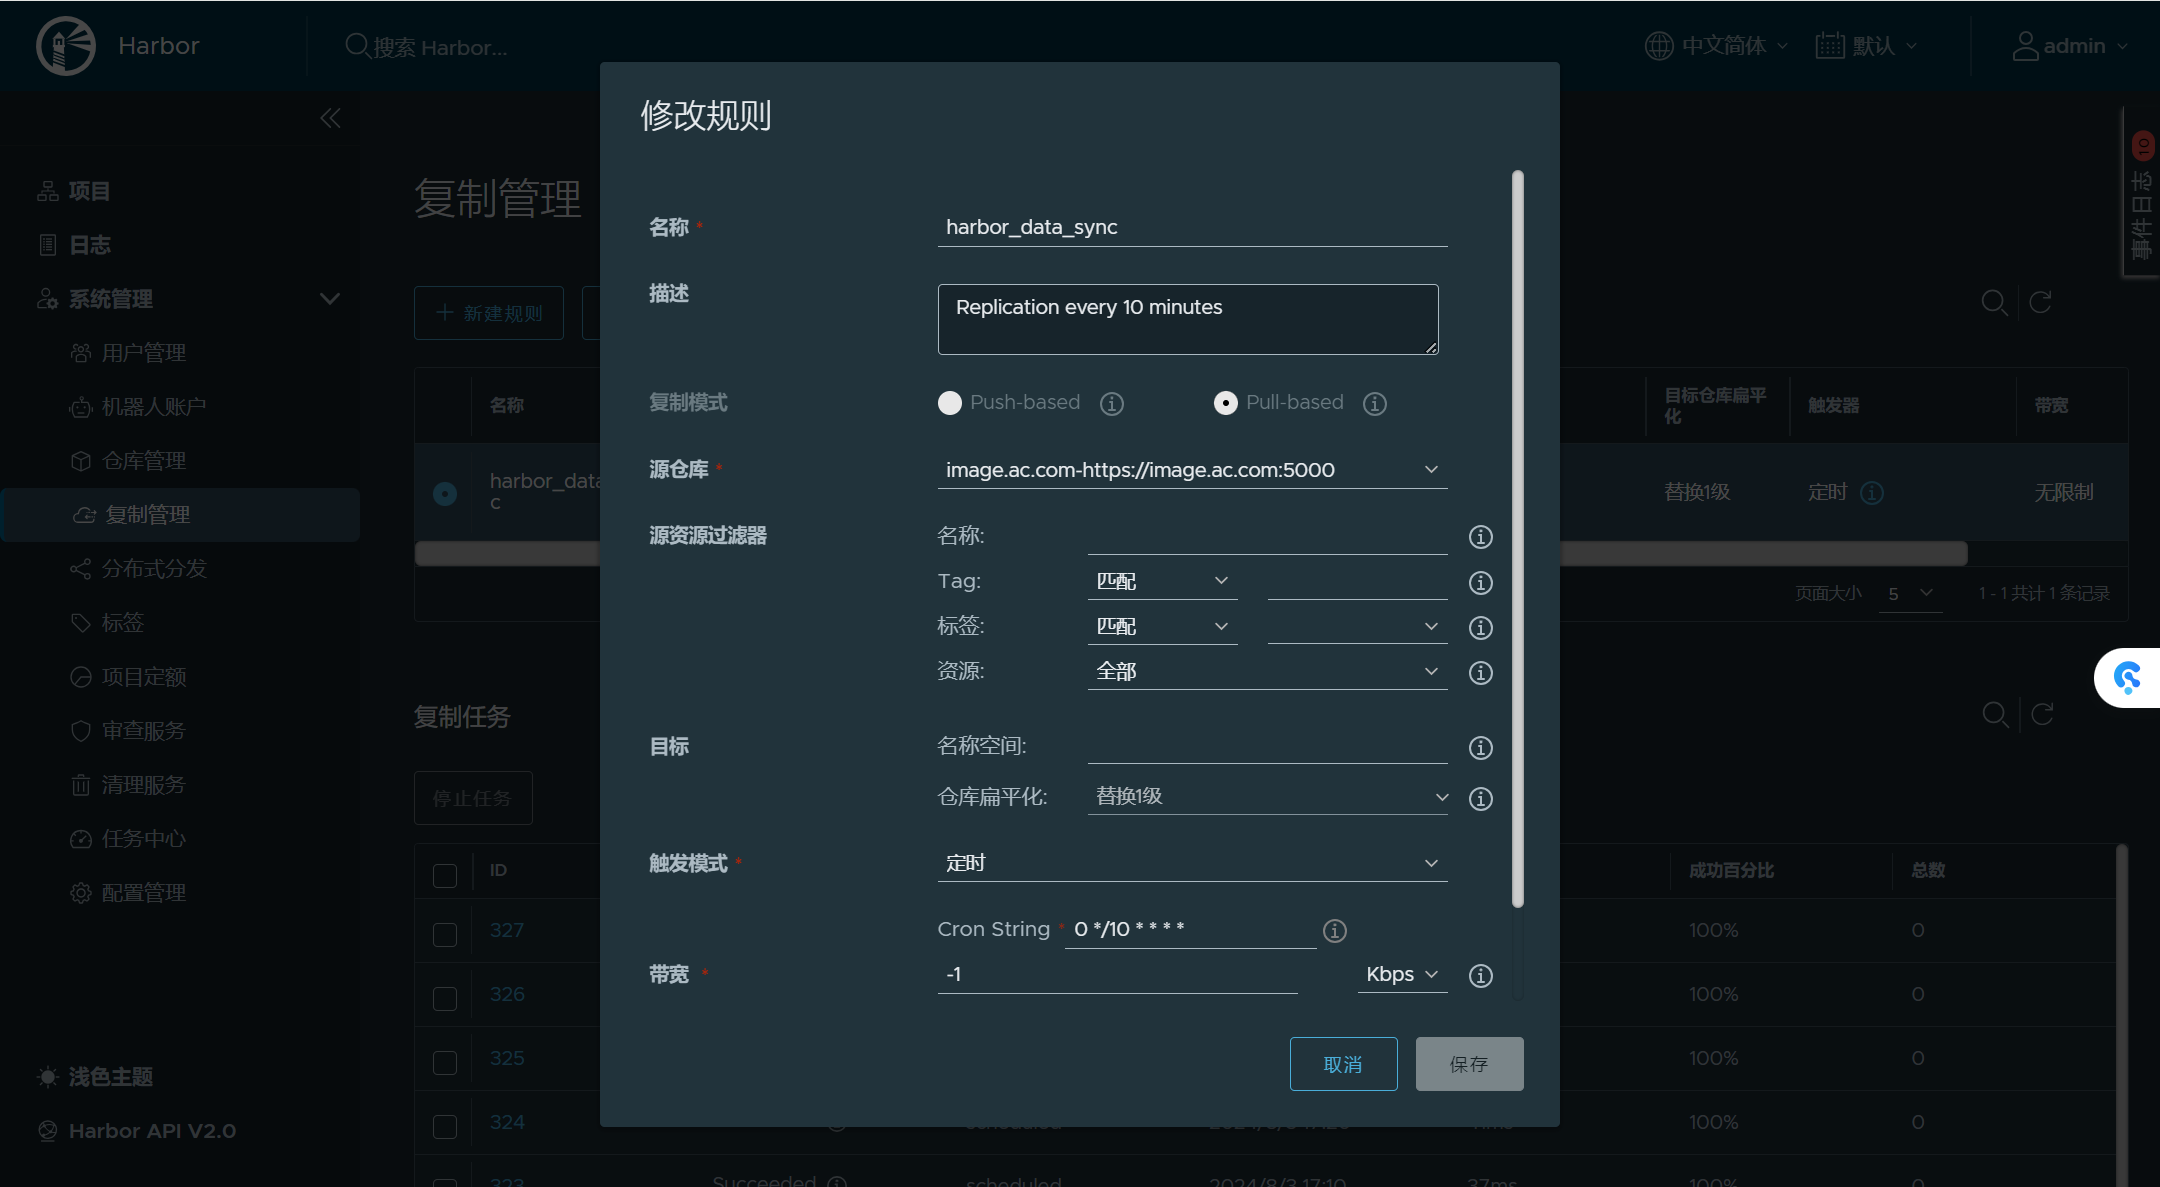 Harbor
搜索 Harbor...
中文简体
默认
admin
项目
日志
系统管理
用户管理
机器人账户
仓库管理
复制管理
分布式分发
标签
项目定额
审查服务
清理服务
任务中心
配置管理
浅色主题
Harbor API V2.0
复制管理
新建规则
名称
目标仓库扁平
化
触发器
带宽
harbor_data
c
替换1级
定时
无限制
页面大小
5
1 - 1 共计 1 条记录
复制任务
停止任务
ID
成功百分比
总数
327
100%
0
326
100%
0
325
100%
0
324
100%
0
323
Succeeded
scheduled
2024/8/3 17:10
37ms
100%
0
10
事件日志
修改规则
名称 *
harbor_data_sync
描述
Replication every 10 minutes
复制模式
Push-based
Pull-based
源仓库 *
image.ac.com-https://image.ac.com:5000
源资源过滤器
名称:
Tag:
匹配
标签:
匹配
资源:
全部
目标
名称空间:
仓库扁平化:
替换1级
触发模式 *
定时
Cron String * 0 */10 * * * *
带宽 *
-1
Kbps
取消
保存